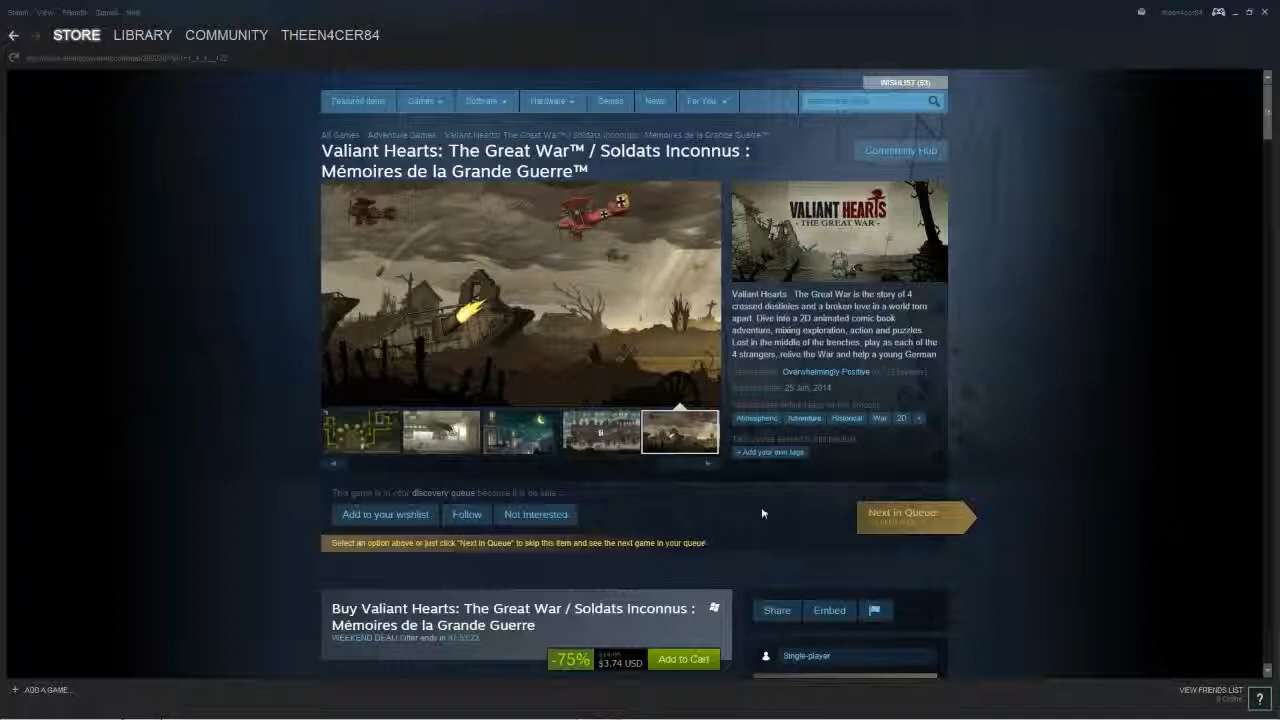 Steam View Friends Games Help
theen4cer84
STORE LIBRARY COMMUNITY THEEN4CER84
WISHLIST (63)
Featured Items Games Software Hardware Demos News For You
All Games Adventure Games Valiant Hearts: The Great War™ / Soldats Inconnus : Mémoires de la Grande Guerre™
Valiant Hearts: The Great War™ / Soldats Inconnus :
Mémoires de la Grande Guerre™
Community Hub
VALIANT HEARTS
- THE GREAT WAR -
Valiant Hearts The Great War is the story of 4
crossed destinies and a broken love in a world torn
apart. Dive into a 2D animated comic book
adventure, mixing exploration, action and puzzles.
Lost in the middle of the trenches, play as each of the
4 strangers, relive the War and help a young German
Overwhelmingly Positive
25 Jun, 2014
Atmospheric Adventure Historical War 2D +
+ Add your own tags
This game is in your discovery queue because it is
Add to your wishlist Follow Not Interested
Next in Queue
Select an option above or just click "Next in Queue" to skip this item and see the next game in your queue
Buy Valiant Hearts: The Great War / Soldats Inconnus :
Mémoires de la Grande Guerre
WEEKEND DEAL! Offer ends in
-75% $14.99 $3.74 USD Add to Cart
Share Embed
Single-player
+ ADD A GAME...
VIEW FRIENDS LIST
?